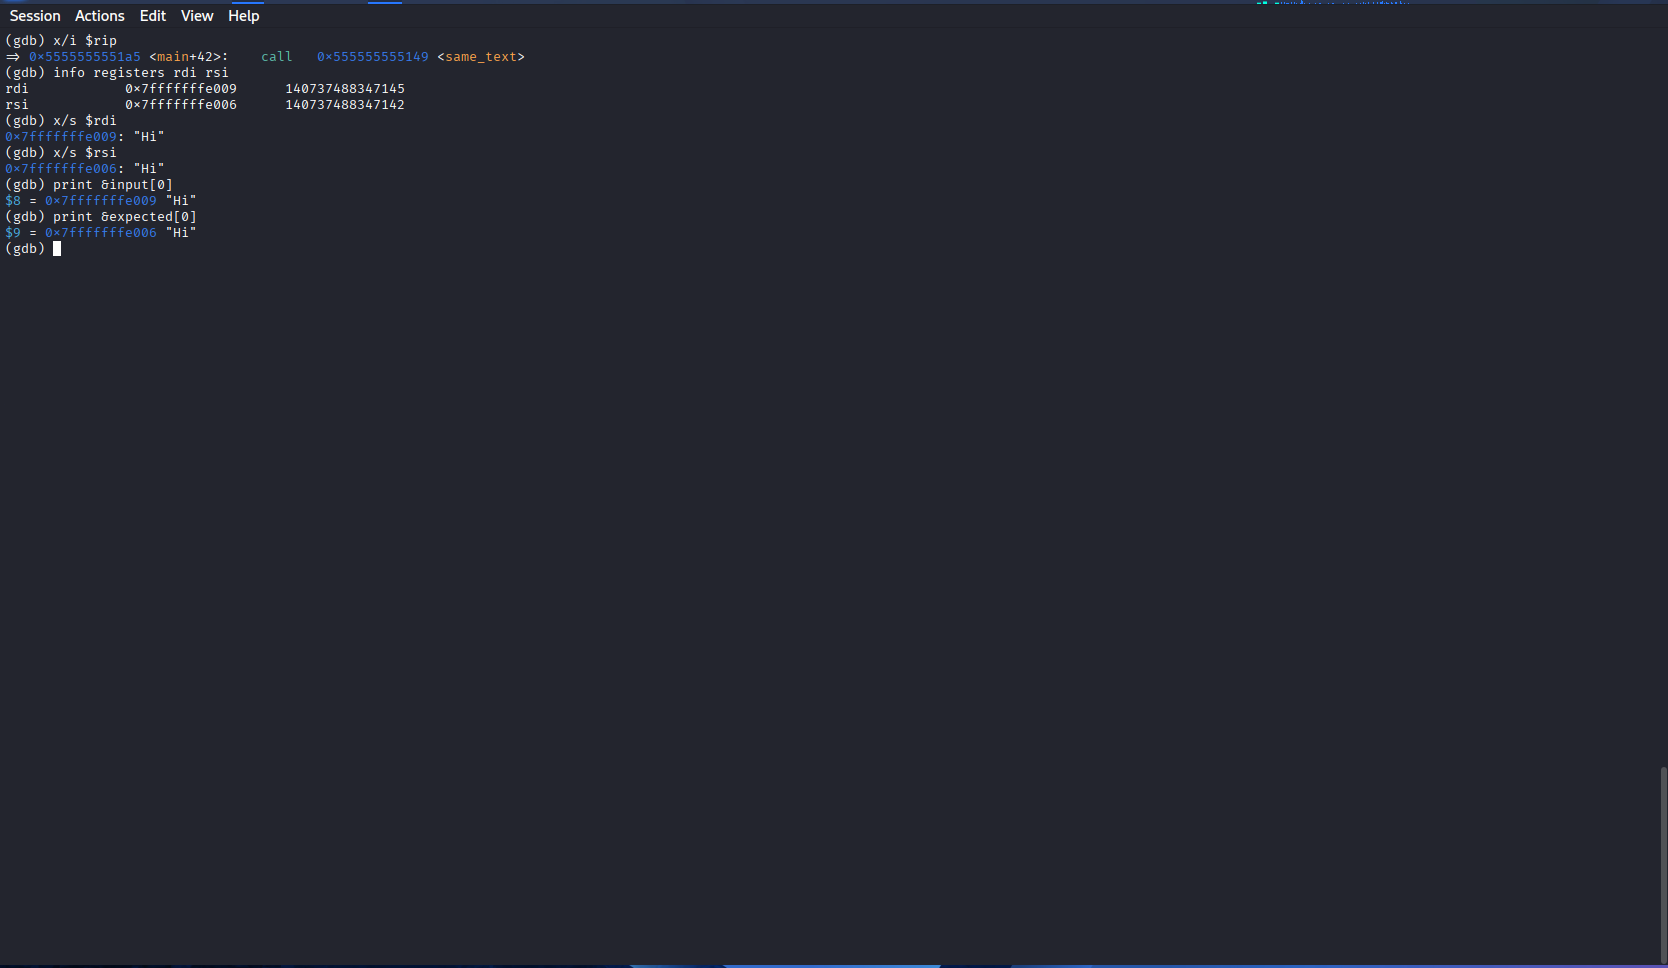 Session Actions Edit View Help
(gdb) x/i $rip
=> 0x5555555551a5 <main+42>:    call   0x555555555149 <same_text>
(gdb) info registers rdi rsi
rdi            0x7fffffffe009      140737488347145
rsi            0x7fffffffe006      140737488347142
(gdb) x/s $rdi
0x7fffffffe009: "Hi"
(gdb) x/s $rsi
0x7fffffffe006: "Hi"
(gdb) print &input[0]
$8 = 0x7fffffffe009 "Hi"
(gdb) print &expected[0]
$9 = 0x7fffffffe006 "Hi"
(gdb)